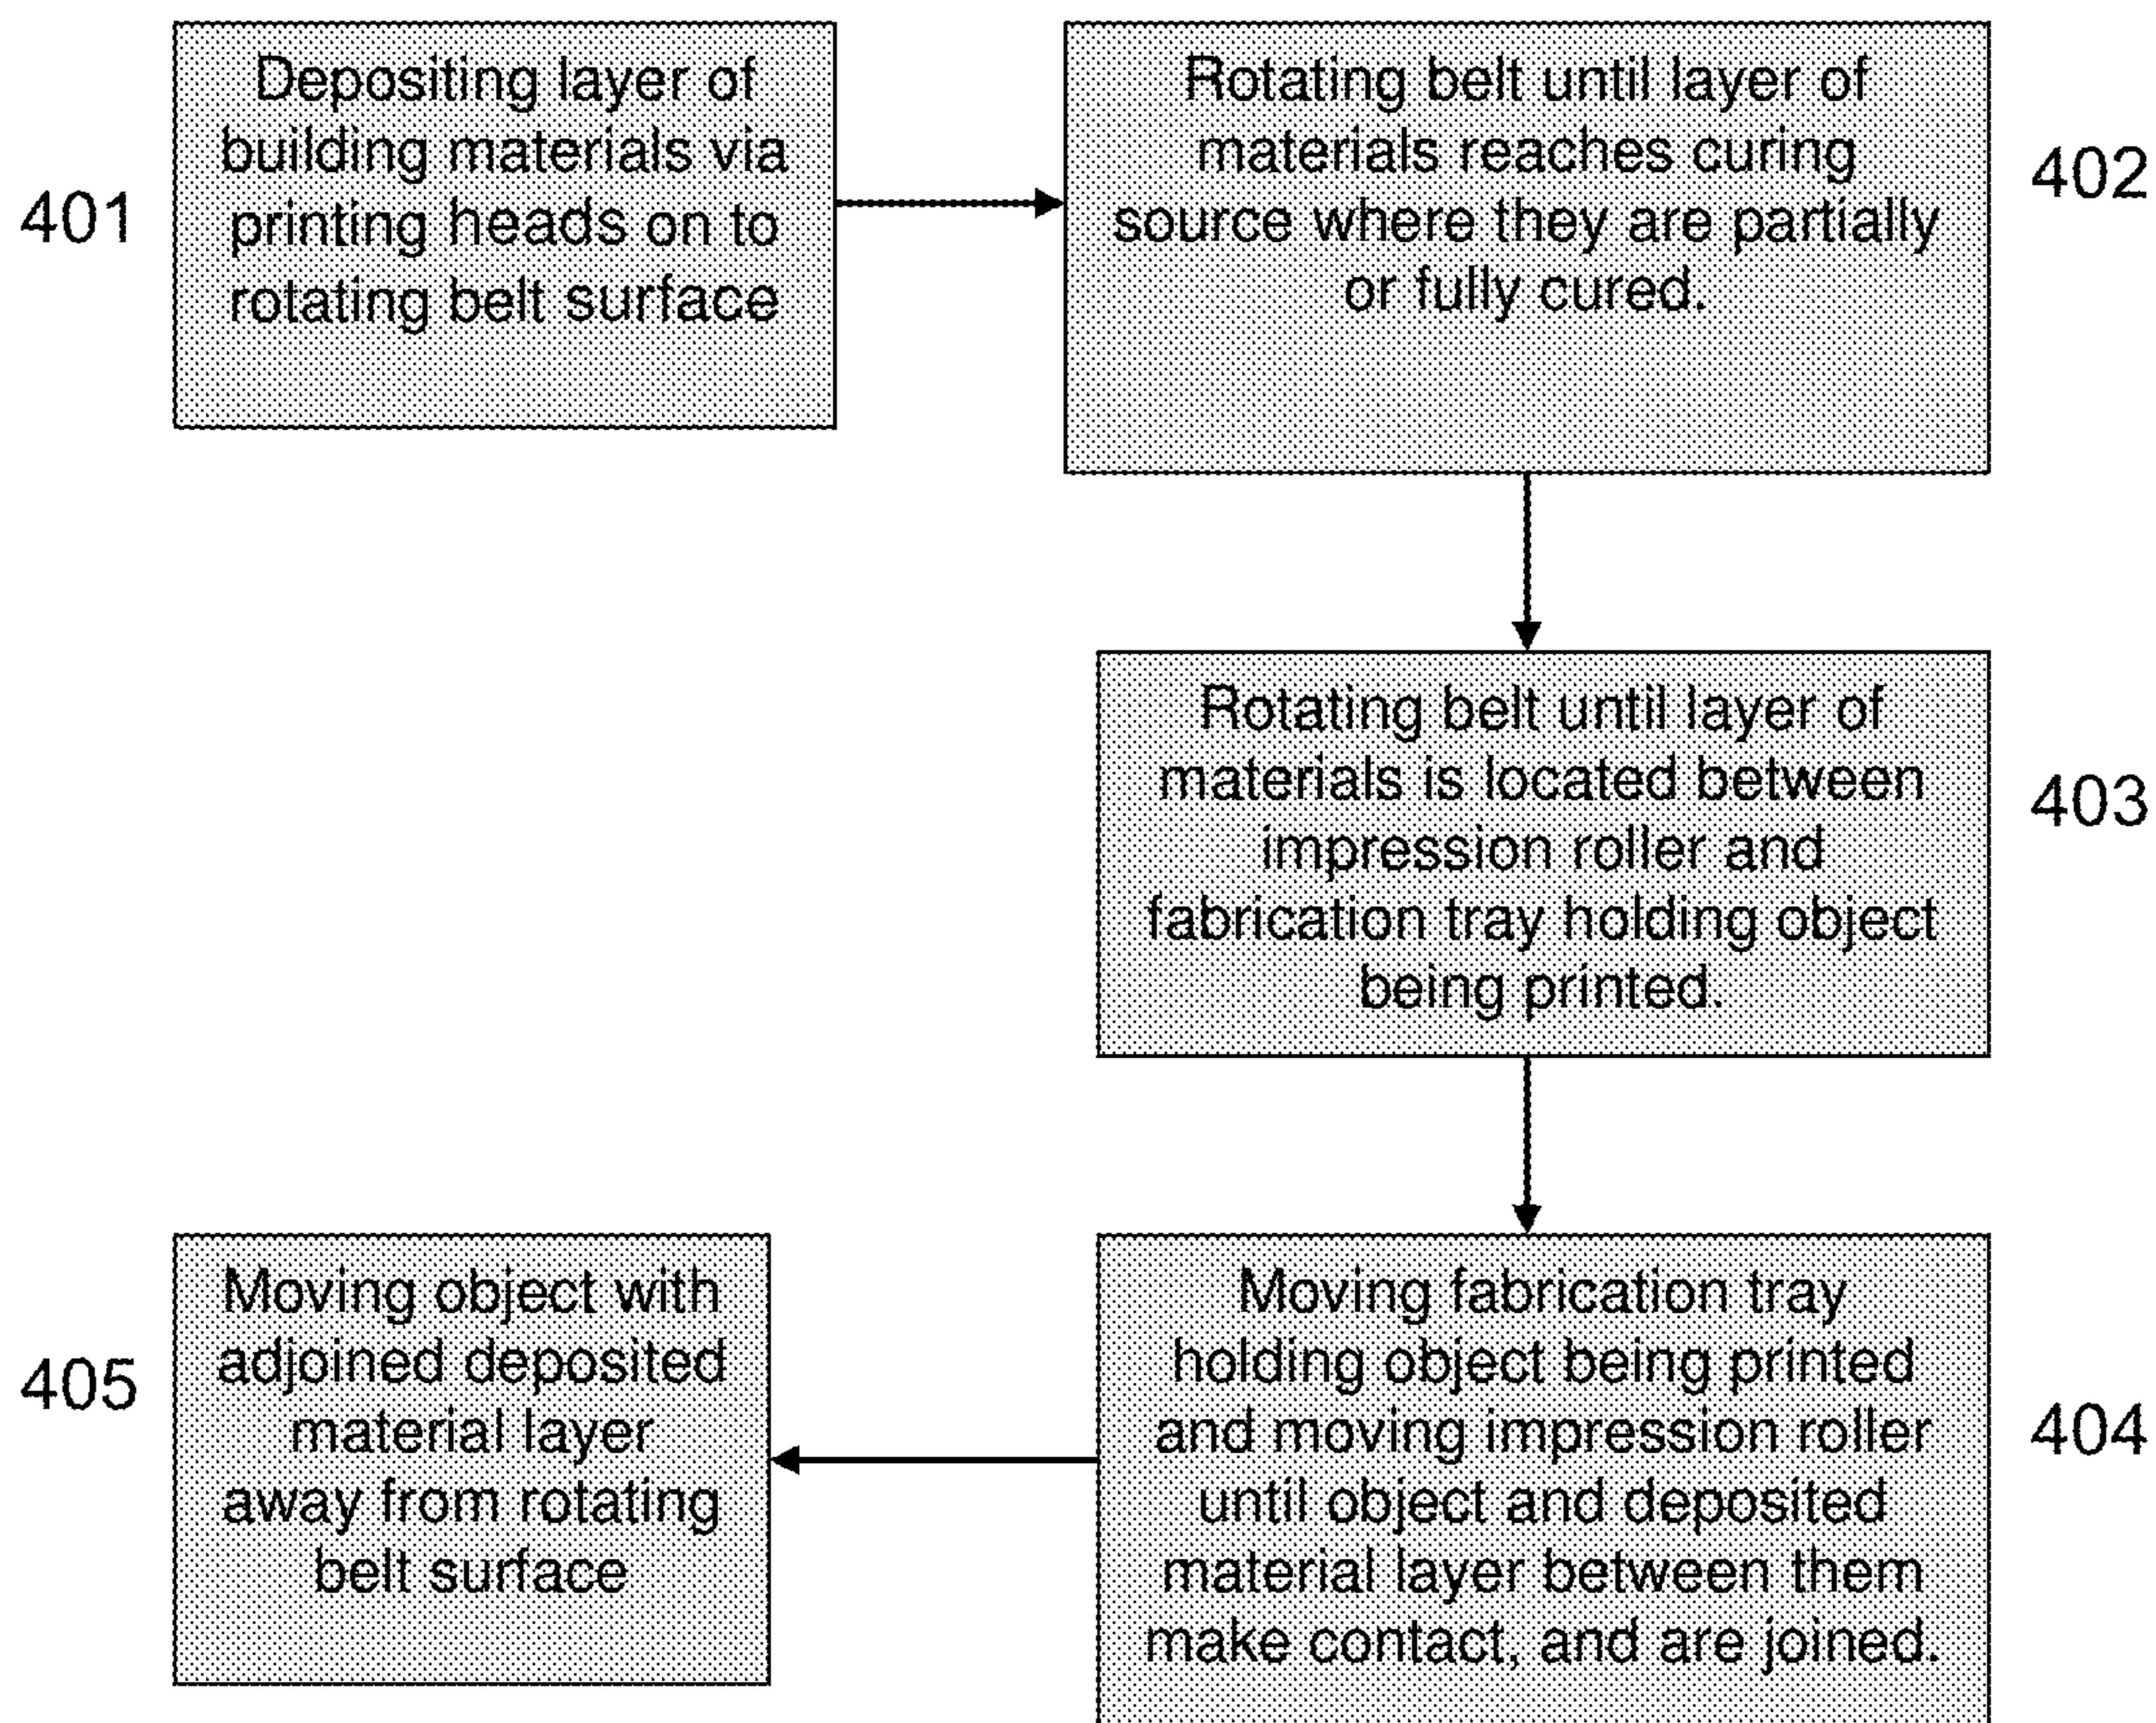 401
Depositing layer of
building materials via
printing heads on to
rotating belt surface
Rotating belt until layer of
materials reaches curing
source where they are partially
or fully cured.
402
Rotating belt until layer of
materials is located between
impression roller and
fabrication tray holding object
being printed.
403
Moving fabrication tray
holding object being printed
and moving impression roller
until object and deposited
material layer between them
make contact, and are joined.
404
405
Moving object with
adjoined deposited
material layer
away from rotating
belt surface